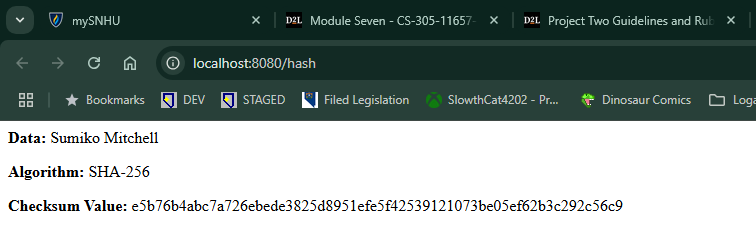 mySNHU
D2L Module Seven - CS-305-11657-
D2L Project Two Guidelines and Rub
localhost:8080/hash
Bookmarks DEV STAGED Filed Legislation SlowthCat4202 - Pr... Dinosaur Comics Loga
Data: Sumiko Mitchell
Algorithm: SHA-256
Checksum Value: e5b76b4abc7a726ebede3825d8951efe5f42539121073be05ef62b3c292c56c9